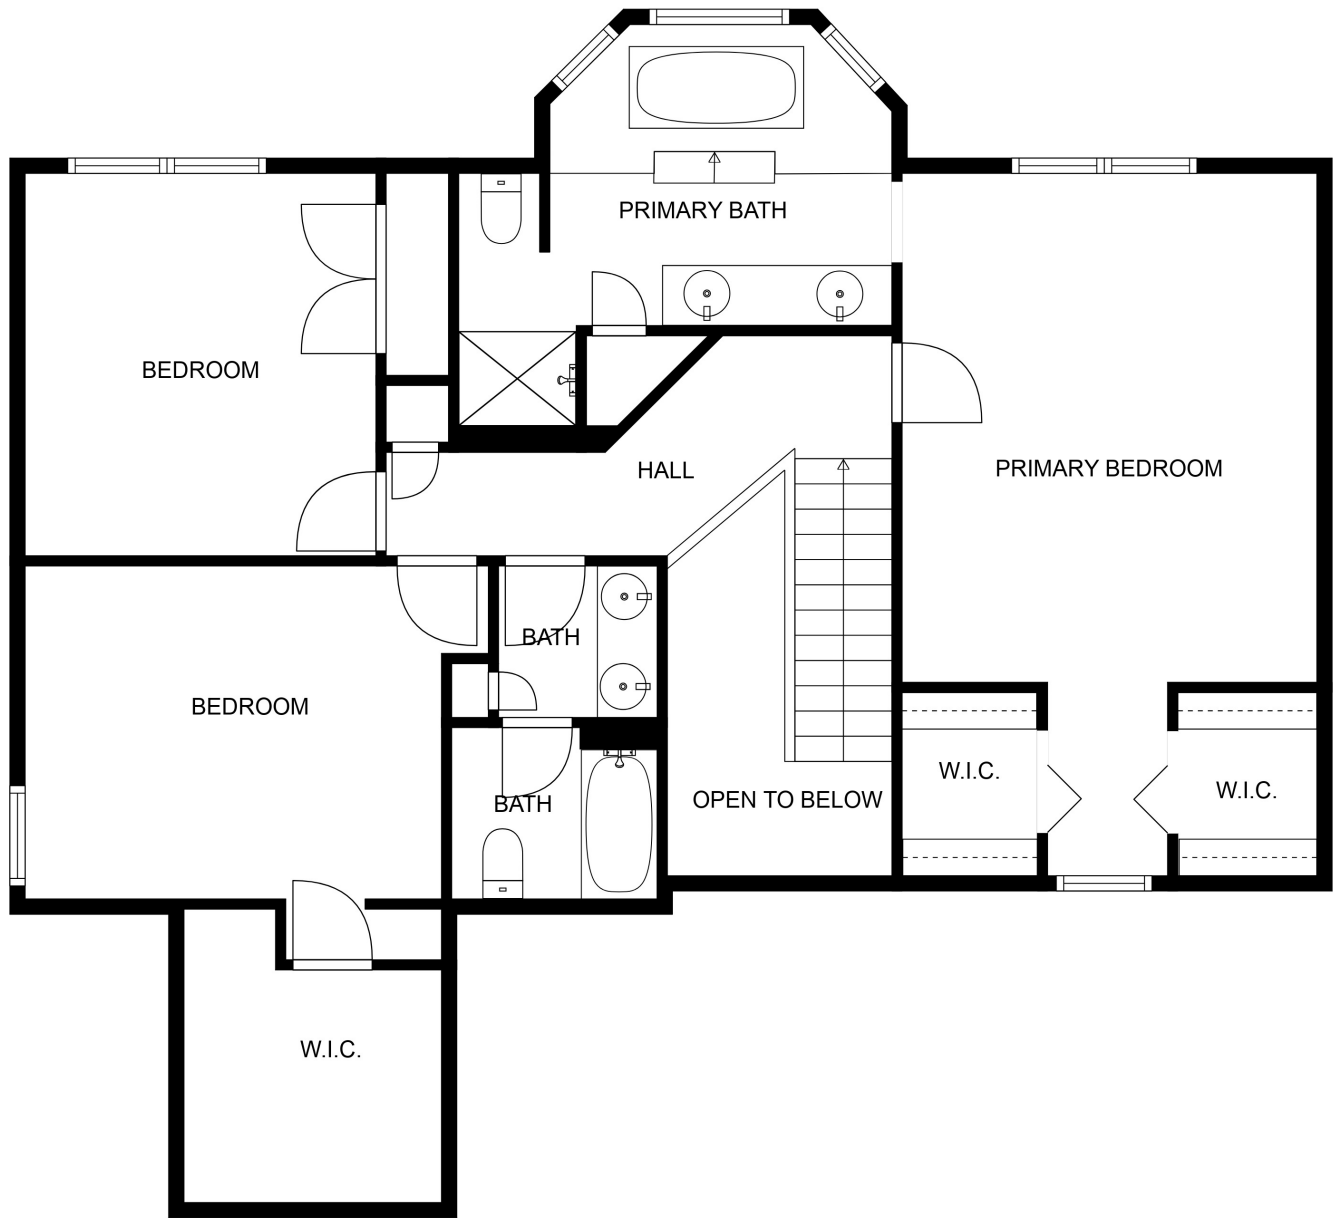 PRIMARY BATH
BEDROOM
HALL
PRIMARY BEDROOM
BATH
BEDROOM
W.I.C.
W.I.C.
OPEN TO BELOW
BATH
W.I.C.